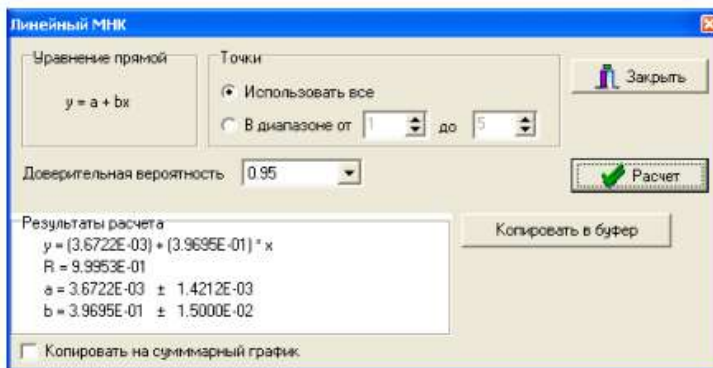 Линейный МНК
Уравнение прямой
y = a + bx
Точки
Использовать все
В диапазоне от 1 до 5
Закрыть
Доверительная вероятность 0.95
Расчет
Результаты расчета
y = (3.6722E-03) + (3.9695E-01) * x
R = 9.9953E-01
a = 3.6722E-03 ± 1.4212E-03
b = 3.9695E-01 ± 1.5000E-02
Копировать в буфер
Копировать на сумммарный график